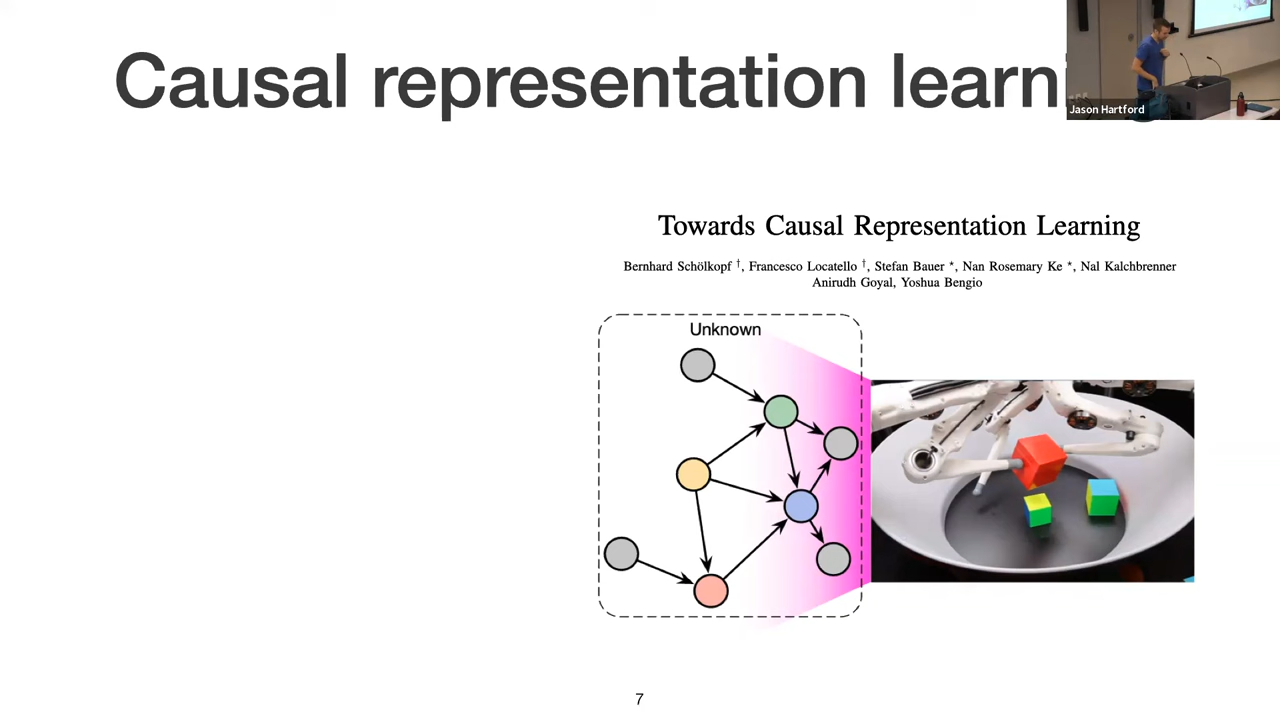 Causal representation learni
Jason Hartford
Towards Causal Representation Learning
Bernhard Schölkopf †, Francesco Locatello †, Stefan Bauer *, Nan Rosemary Ke *, Nal Kalchbrenner
Anirudh Goyal, Yoshua Bengio
Unknown
7